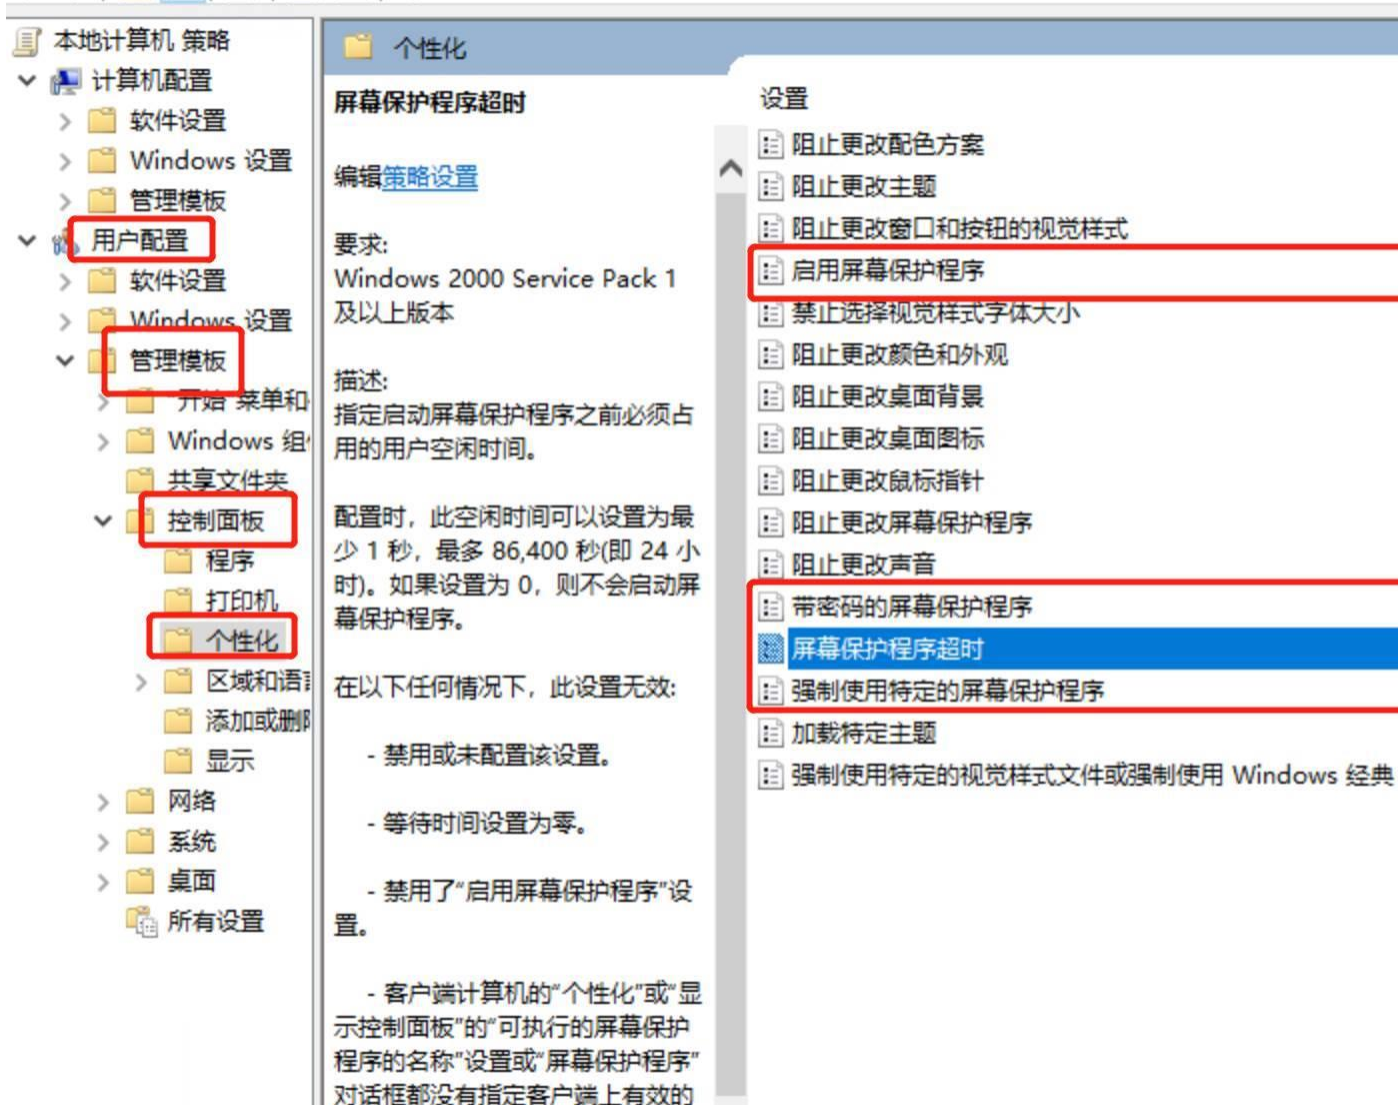 本地计算机 策略
计算机配置
软件设置
Windows 设置
管理模板
用户配置
软件设置
Windows 设置
管理模板
"开始"菜单和
Windows 组
共享文件夹
控制面板
程序
打印机
个性化
区域和语言
添加或删除
显示
网络
系统
桌面
所有设置
个性化
屏幕保护程序超时
编辑策略设置
要求:
Windows 2000 Service Pack 1
及以上版本
描述:
指定启动屏幕保护程序之前必须占
用的用户空闲时间。
配置时，此空闲时间可以设置为最
少 1 秒，最多 86,400 秒(即 24 小
时)。如果设置为 0，则不会启动屏
幕保护程序。
在以下任何情况下，此设置无效:
- 禁用或未配置该设置。
- 等待时间设置为零。
- 禁用了“启用屏幕保护程序”设
置。
- 客户端计算机的“个性化”或“显
示控制面板”的“可执行的屏幕保护
程序的名称”设置或“屏幕保护程序”
对话框都没有指定客户端上有效的
设置
阻止更改配色方案
阻止更改主题
阻止更改窗口和按钮的视觉样式
启用屏幕保护程序
禁止选择视觉样式字体大小
阻止更改颜色和外观
阻止更改桌面背景
阻止更改桌面图标
阻止更改鼠标指针
阻止更改屏幕保护程序
阻止更改声音
带密码的屏幕保护程序
屏幕保护程序超时
强制使用特定的屏幕保护程序
加载特定主题
强制使用特定的视觉样式文件或强制使用 Windows 经典